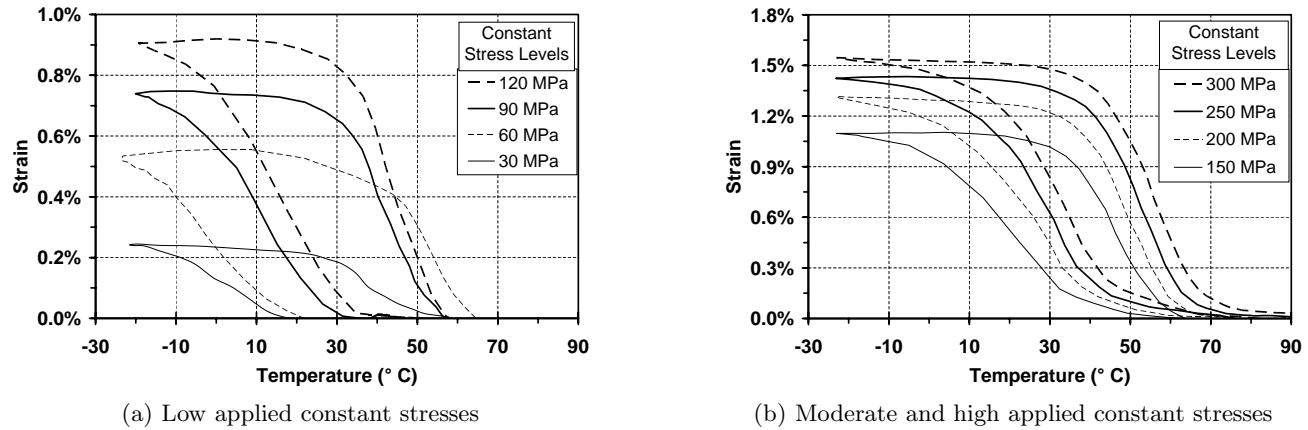 1.0%
0.8%
0.6%
0.4%
0.2%
0.0%
Strain
-30 -10 10 30 50 70 90
Temperature (° C)
Constant
Stress Levels
120 MPa
90 MPa
60 MPa
30 MPa
(a) Low applied constant stresses
1.8%
1.5%
1.2%
0.9%
0.6%
0.3%
0.0%
Strain
-30 -10 10 30 50 70 90
Temperature (° C)
Constant
Stress Levels
300 MPa
250 MPa
200 MPa
150 MPa
(b) Moderate and high applied constant stresses